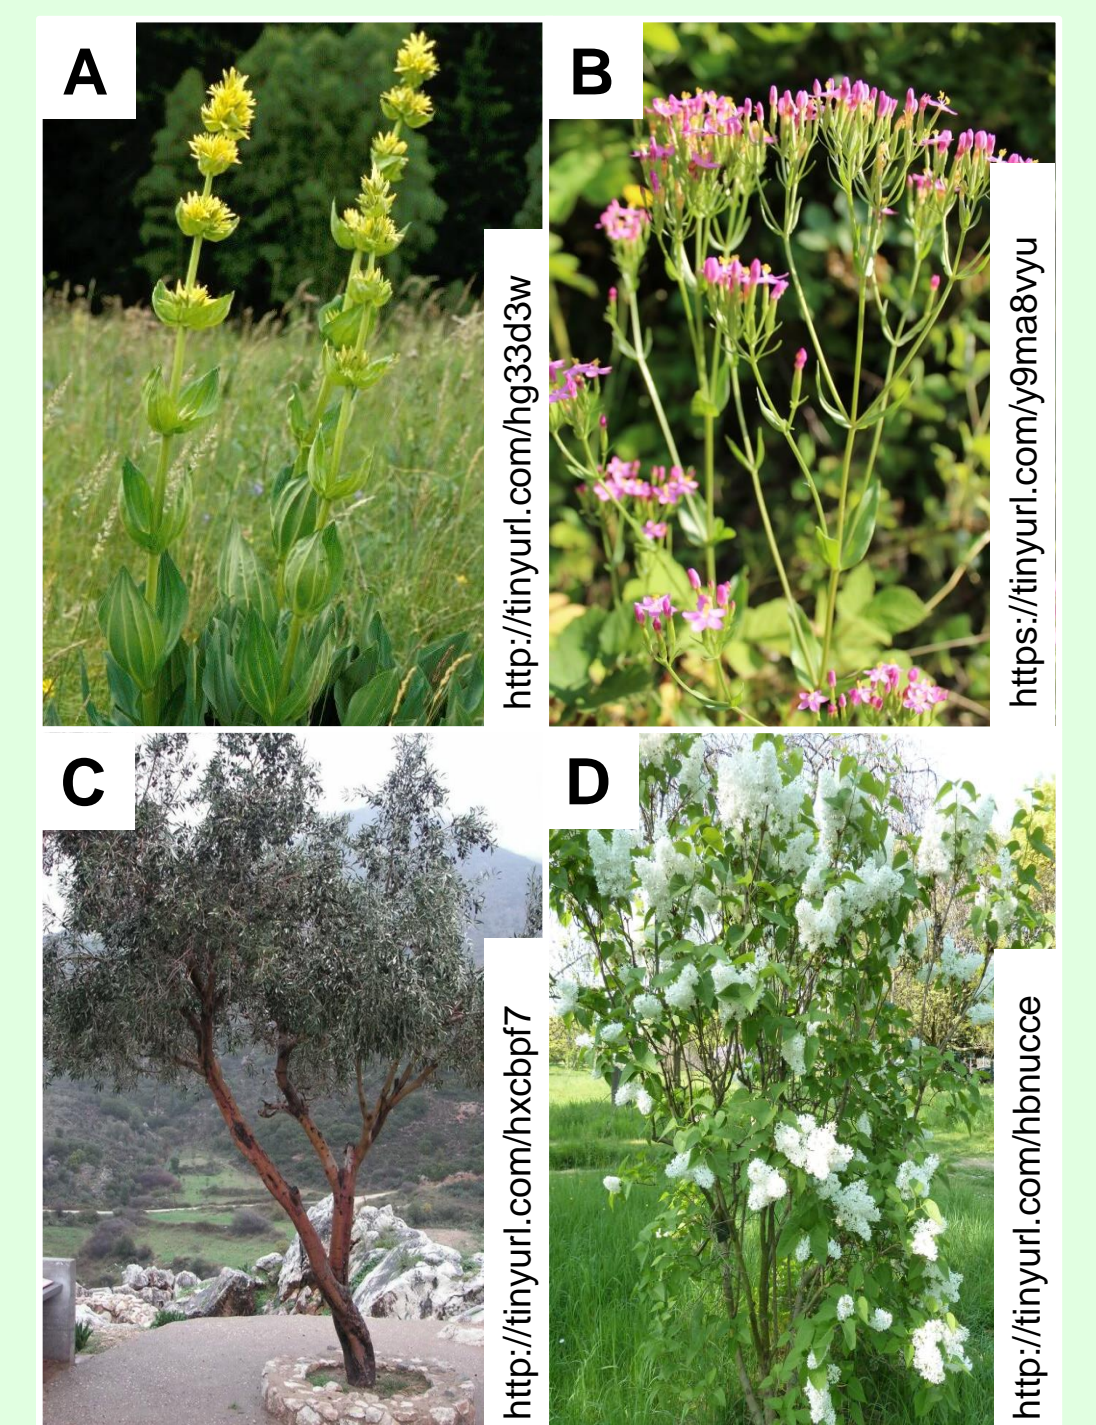 A
http://tinyurl.com/hg33d3w
B
https://tinyurl.com/y9ma8vyu
C
http://tinyurl.com/hxcbpf7
D
http://tinyurl.com/hbnucce